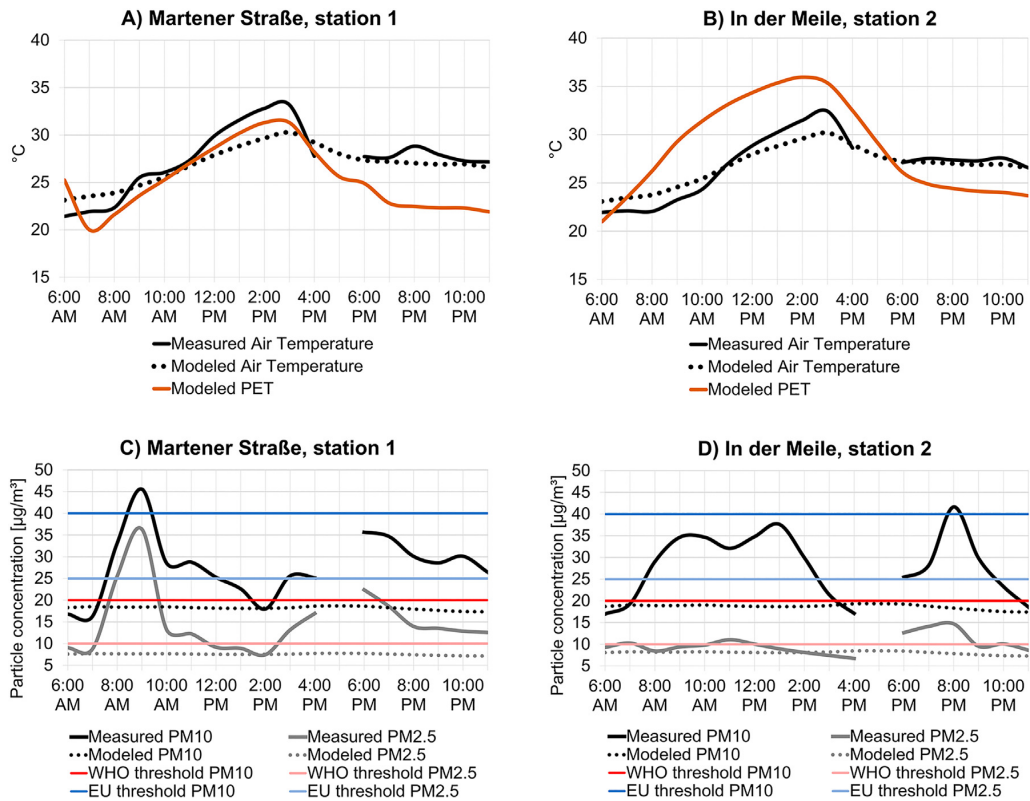 A) Martener Straße, station 1
40
35
30
25
20
15
°C
6:00 8:00 10:00 12:00 2:00 4:00 6:00 8:00 10:00
AM AM AM PM PM PM PM PM PM
Measured Air Temperature
Modeled Air Temperature
Modeled PET
B) In der Meile, station 2
40
35
30
25
20
15
°C
6:00 8:00 10:00 12:00 2:00 4:00 6:00 8:00 10:00
AM AM AM PM PM PM PM PM PM
Measured Air Temperature
Modeled Air Temperature
Modeled PET
C) Martener Straße, station 1
Particle concentration [µg/m³]
50
45
40
35
30
25
20
15
10
5
6:00 8:00 10:00 12:00 2:00 4:00 6:00 8:00 10:00
AM AM AM PM PM PM PM PM PM
Measured PM10 Measured PM2.5
Modeled PM10 Modeled PM2.5
WHO threshold PM10 WHO threshold PM2.5
EU threshold PM10 EU threshold PM2.5
D) In der Meile, station 2
Particle concentration [µg/m³]
50
45
40
35
30
25
20
15
10
5
6:00 8:00 10:00 12:00 2:00 4:00 6:00 8:00 10:00
AM AM AM PM PM PM PM PM PM
Measured PM10 Measured PM2.5
Modeled PM10 Modeled PM2.5
WHO threshold PM10 WHO threshold PM2.5
EU threshold PM10 EU threshold PM2.5